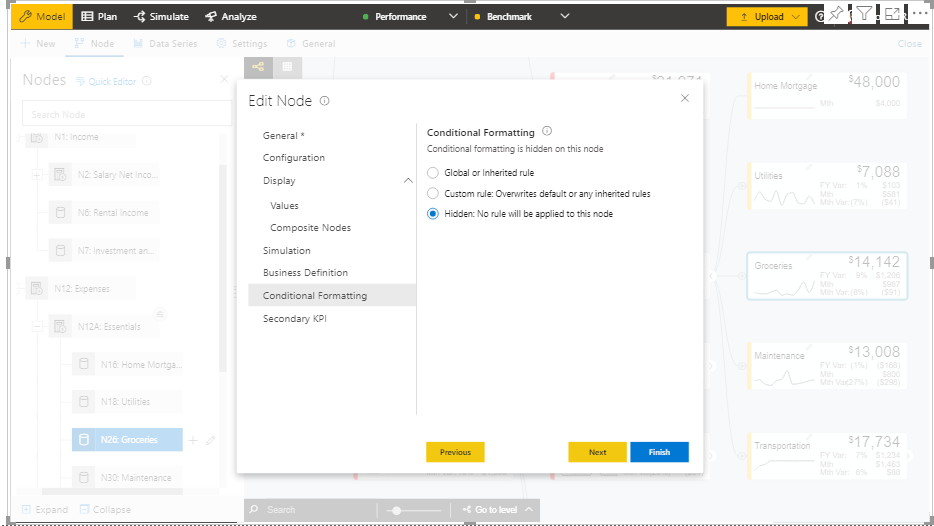 Model
Plan
Simulate
Analyze
Performance
Benchmark
Upload
New
Node
Data Series
Settings
General
Close
Nodes
Quick Editor
Search Node
N1: Income
N2: Salary Net Inco...
N6: Rental Income
N7: Investment an...
N12: Expenses
N12A: Essentials
N16: Home Mortga...
N18: Utilities
N26: Groceries
N30: Maintenance
Expand
Collapse
Edit Node
General *
Configuration
Display
Values
Composite Nodes
Simulation
Business Definition
Conditional Formatting
Secondary KPI
Conditional Formatting
Conditional formatting is hidden on this node
Global or Inherited rule
Custom rule: Overwrites default or any inherited rules
Hidden: No rule will be applied to this node
Previous
Next
Finish
Home Mortgage
$48,000
Mth $4,000
Utilities
$7,088
FY Var: 1% $103
Mth $581
Mth Var:(7%) ($41)
Groceries
$14,142
FY Var: 9% $1,206
Mth $987
Mth Var:(8%) ($91)
Maintenance
$13,008
FY Var: (1%) ($188)
Mth $800
Mth Var(27%) ($298)
Transportation
$17,734
FY Var: 7% $1,234
Mth $1,483
Mth Var: 6% $88
Search
Go to level